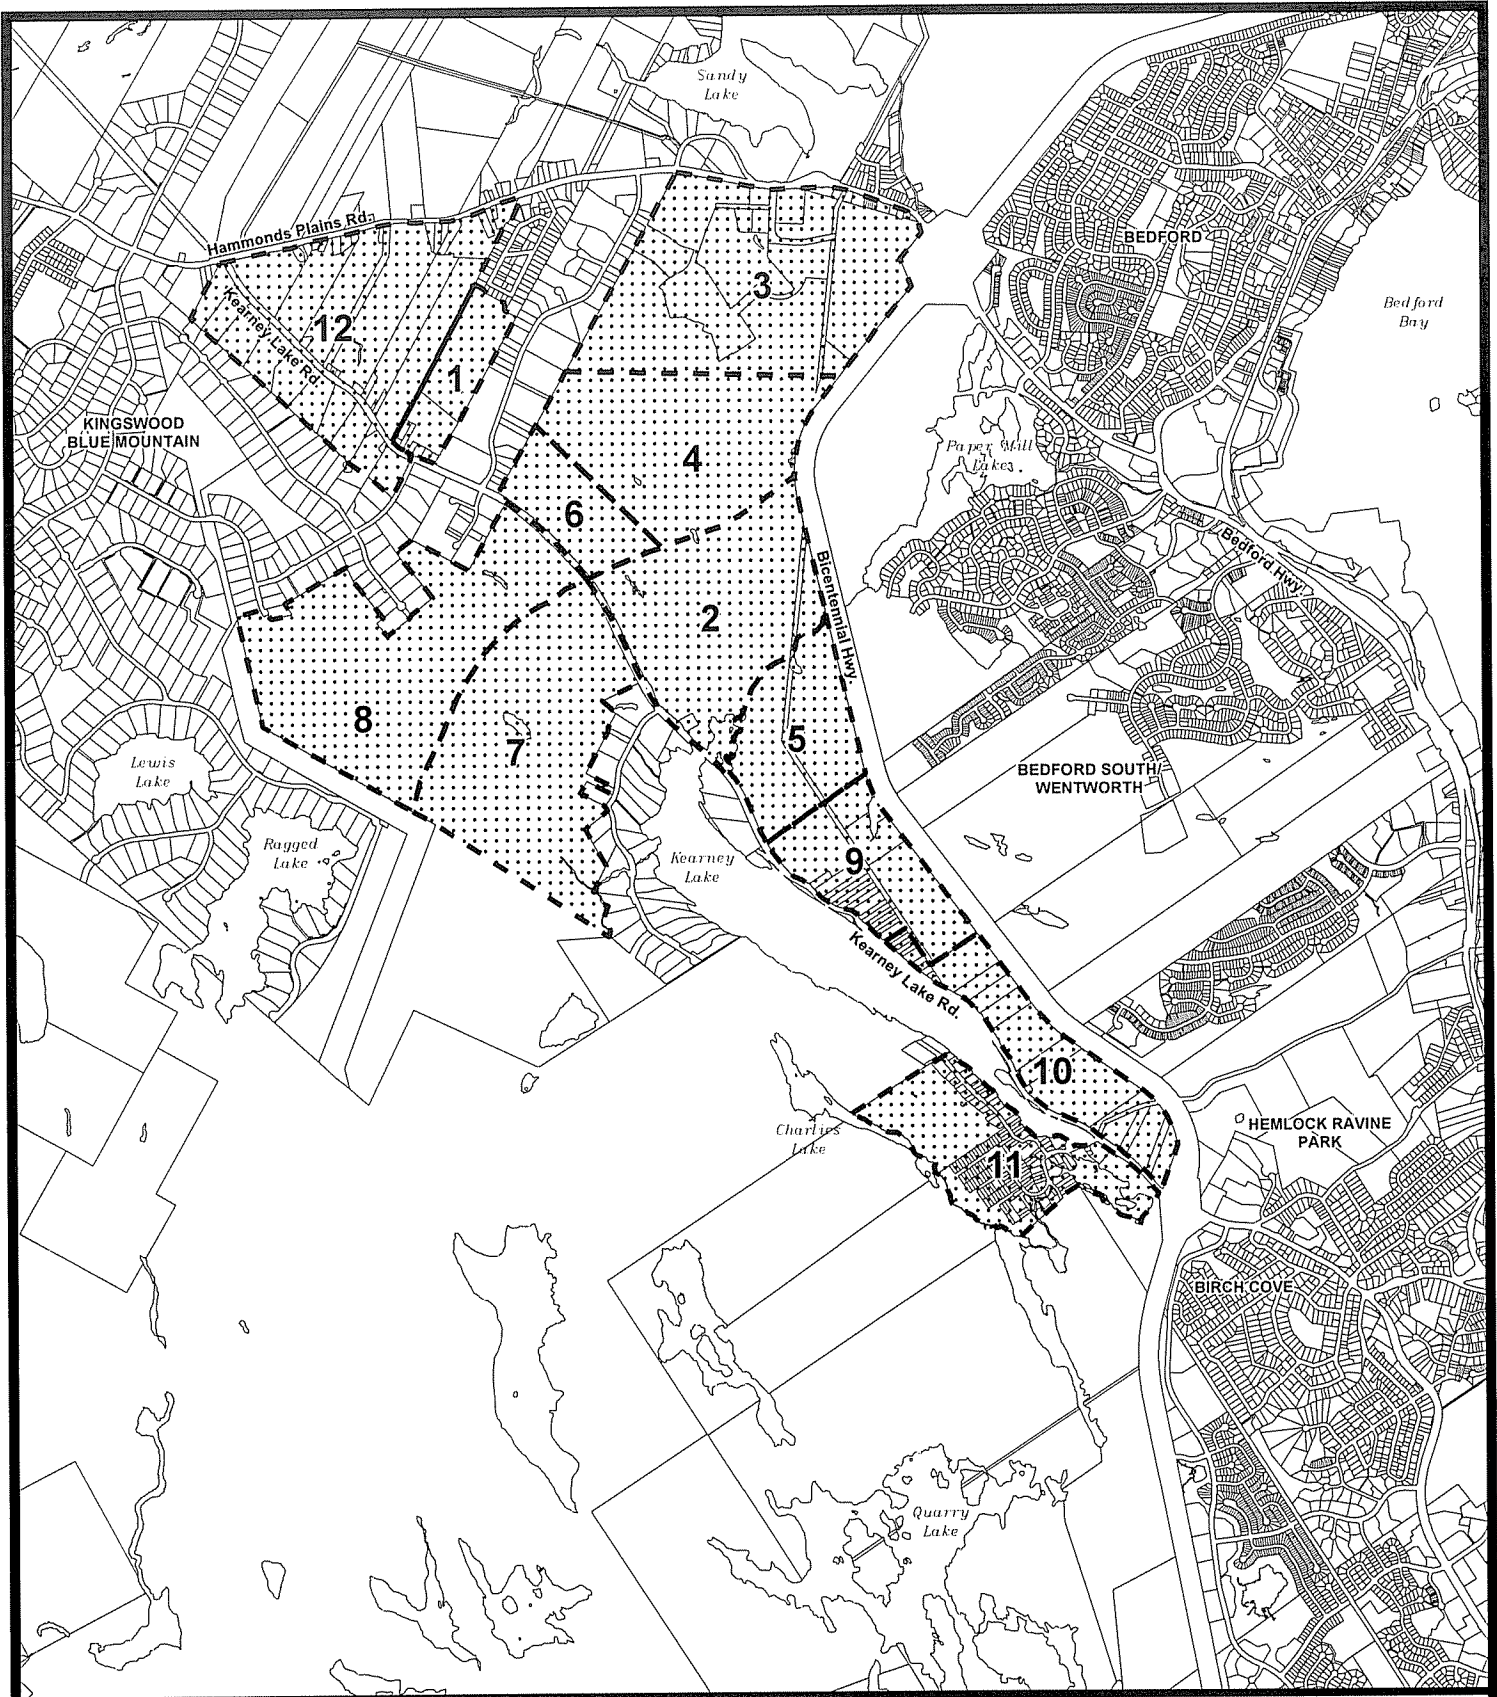 Sandy
Lake
BEDFORD
Hammonds Plains Rd.
3
Bedford
Bay
Kearney Lake Rd.
12
1
KINGSWOOD
BLUE MOUNTAIN
4
Paper Mill
Lake
6
Bedford Hwy.
Bicentennial Hwy.
2
8
7
5
Lewis
Lake
BEDFORD SOUTH/
WENTWORTH
Ragged
Lake
Kearney
Lake
9
Kearney Lake Rd.
10
HEMLOCK RAVINE
PARK
Charlies
Lake
11
BIRCH COVE
Quarry
Lake